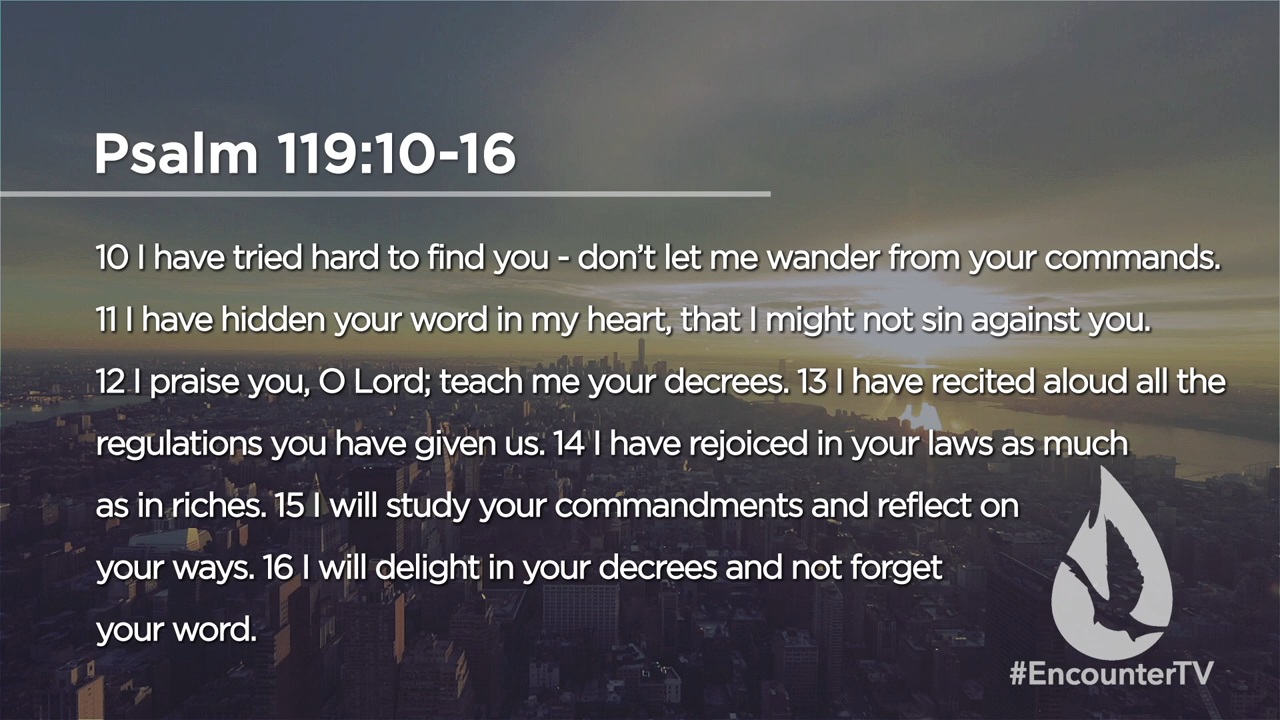 Psalm 119:10-16
10 I have tried hard to find you - don’t let me wander from your commands.
11 I have hidden your word in my heart, that I might not sin against you.
12 I praise you, O Lord; teach me your decrees. 13 I have recited aloud all the
regulations you have given us. 14 I have rejoiced in your laws as much
as in riches. 15 I will study your commandments and reflect on
your ways. 16 I will delight in your decrees and not forget
your word.
#EncounterTV